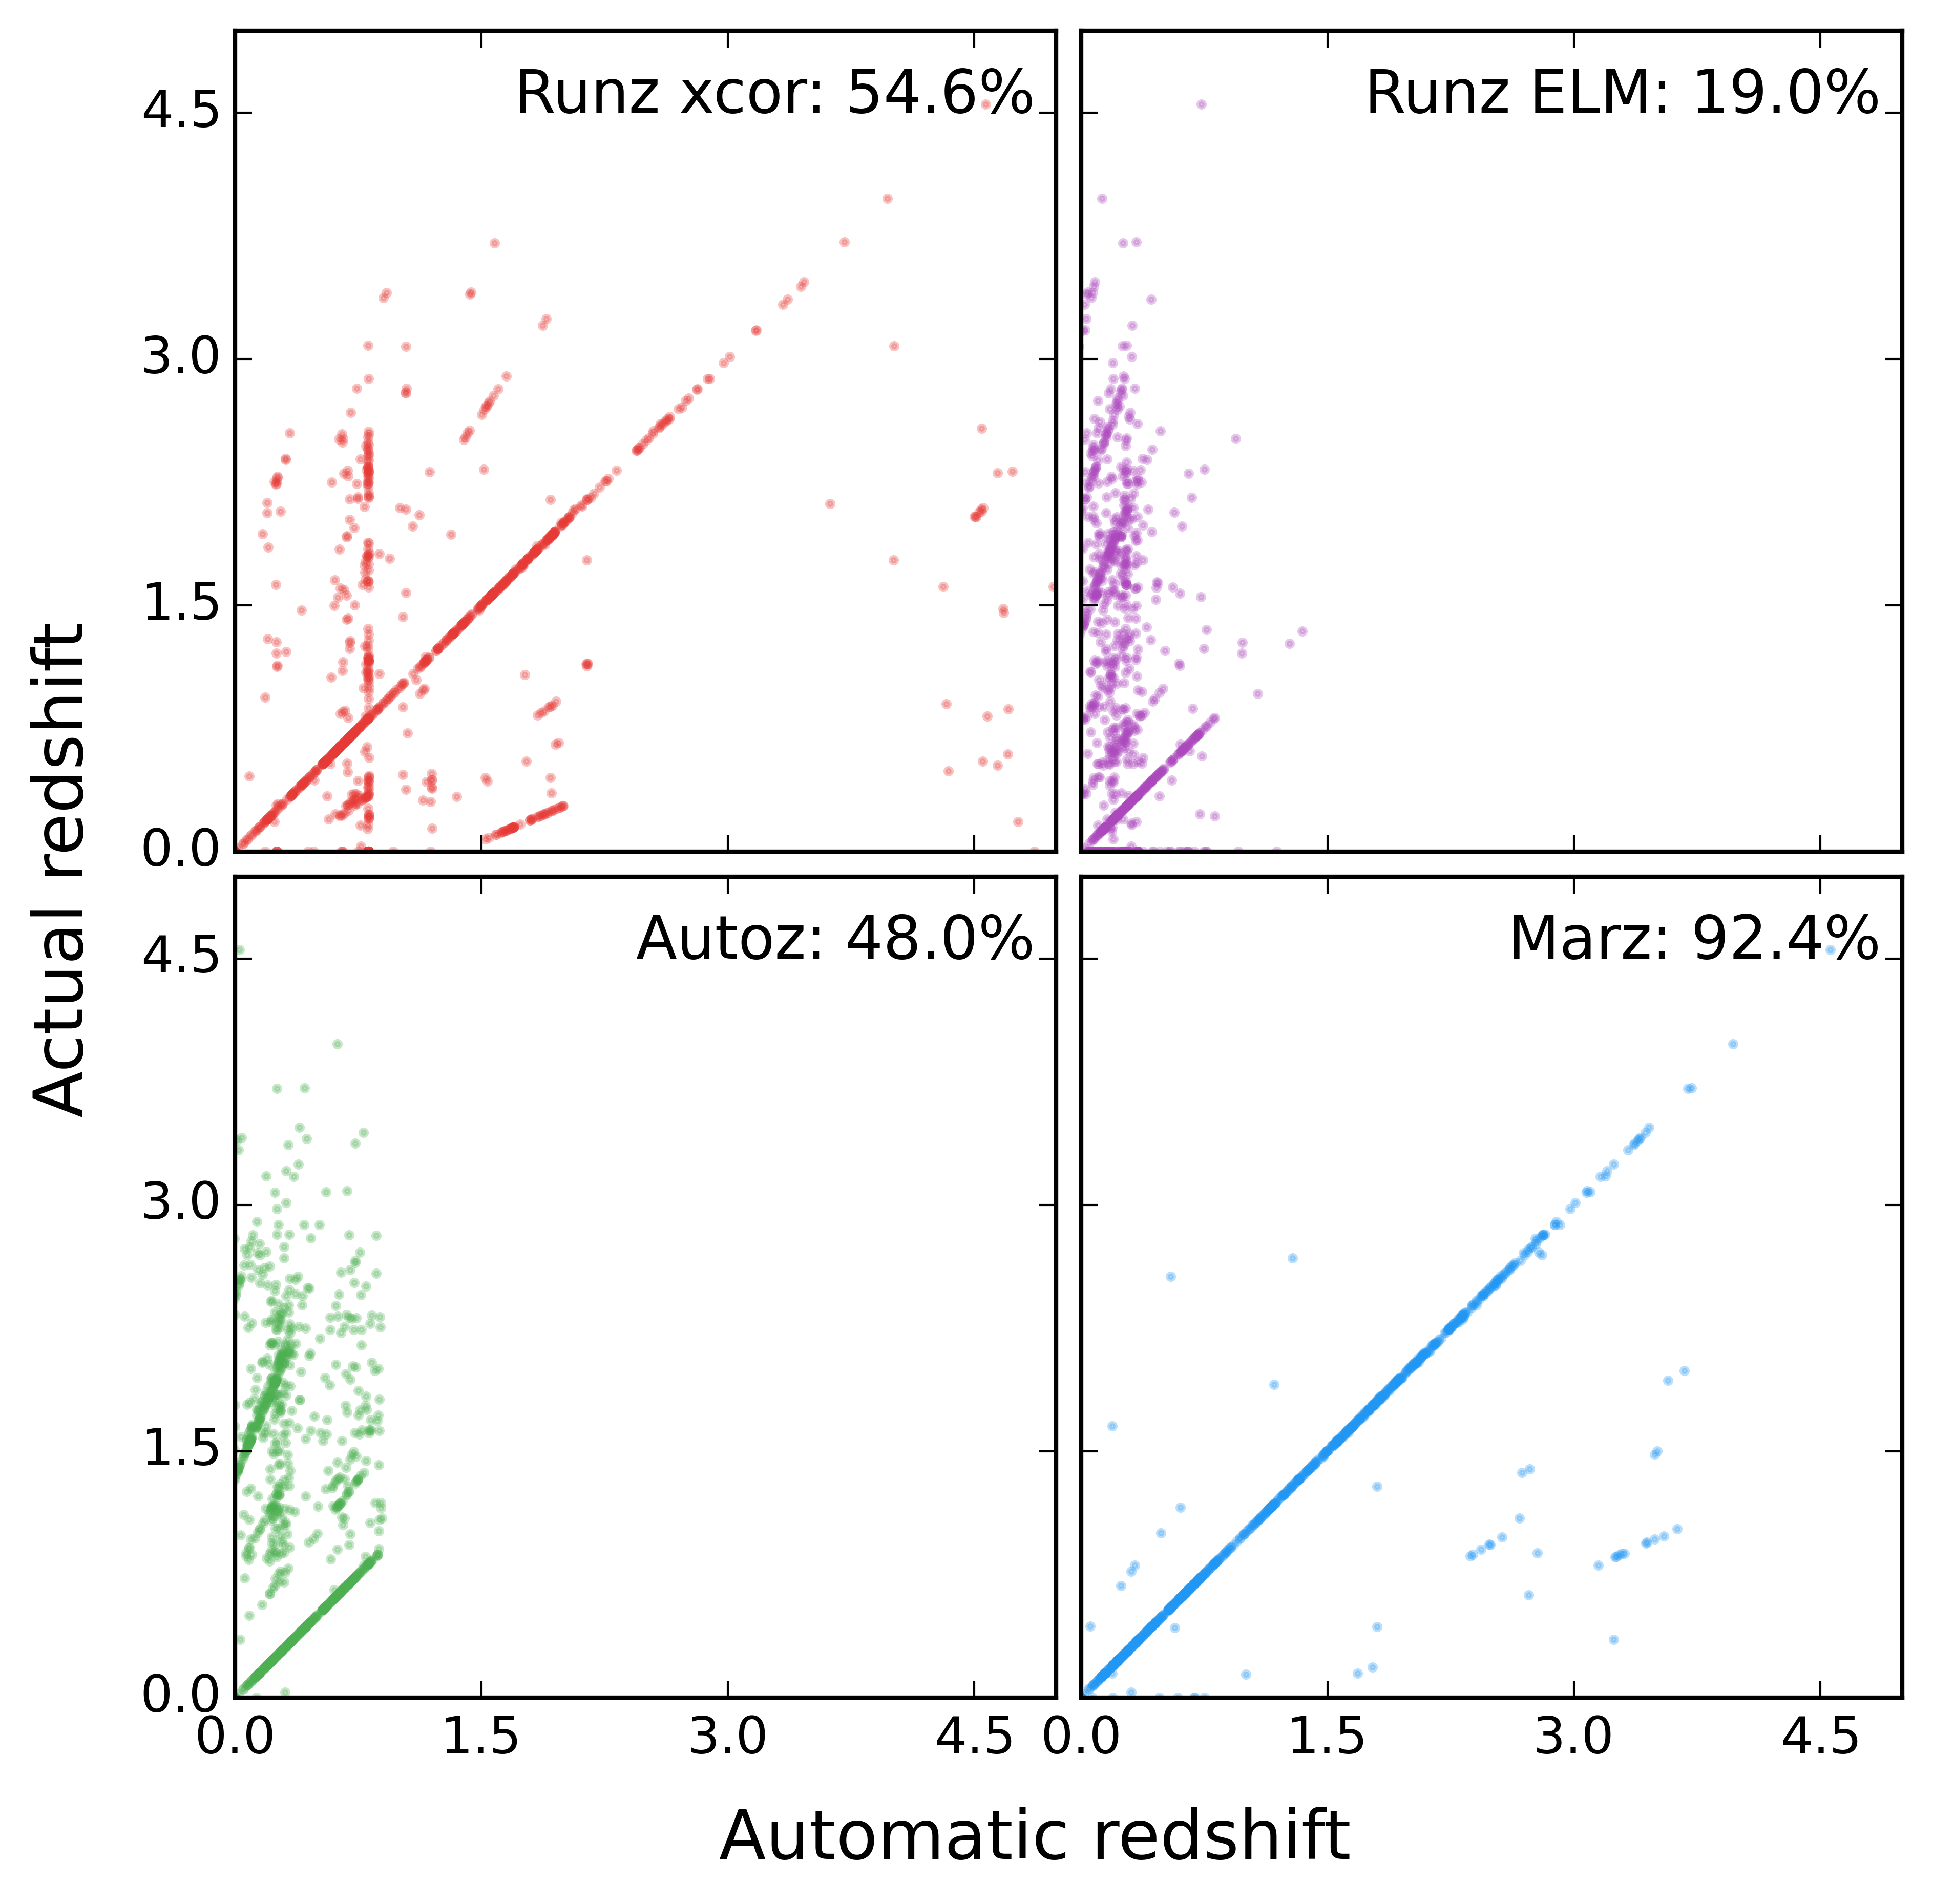 Runz xcor: 54.6%
Runz ELM: 19.0%
4.5
3.0
1.5
0.0
Autoz: 48.0%
Marz: 92.4%
4.5
3.0
1.5
0.0
Actual redshift
0.0 1.5 3.0 4.5 0.0 1.5 3.0 4.5
Automatic redshift